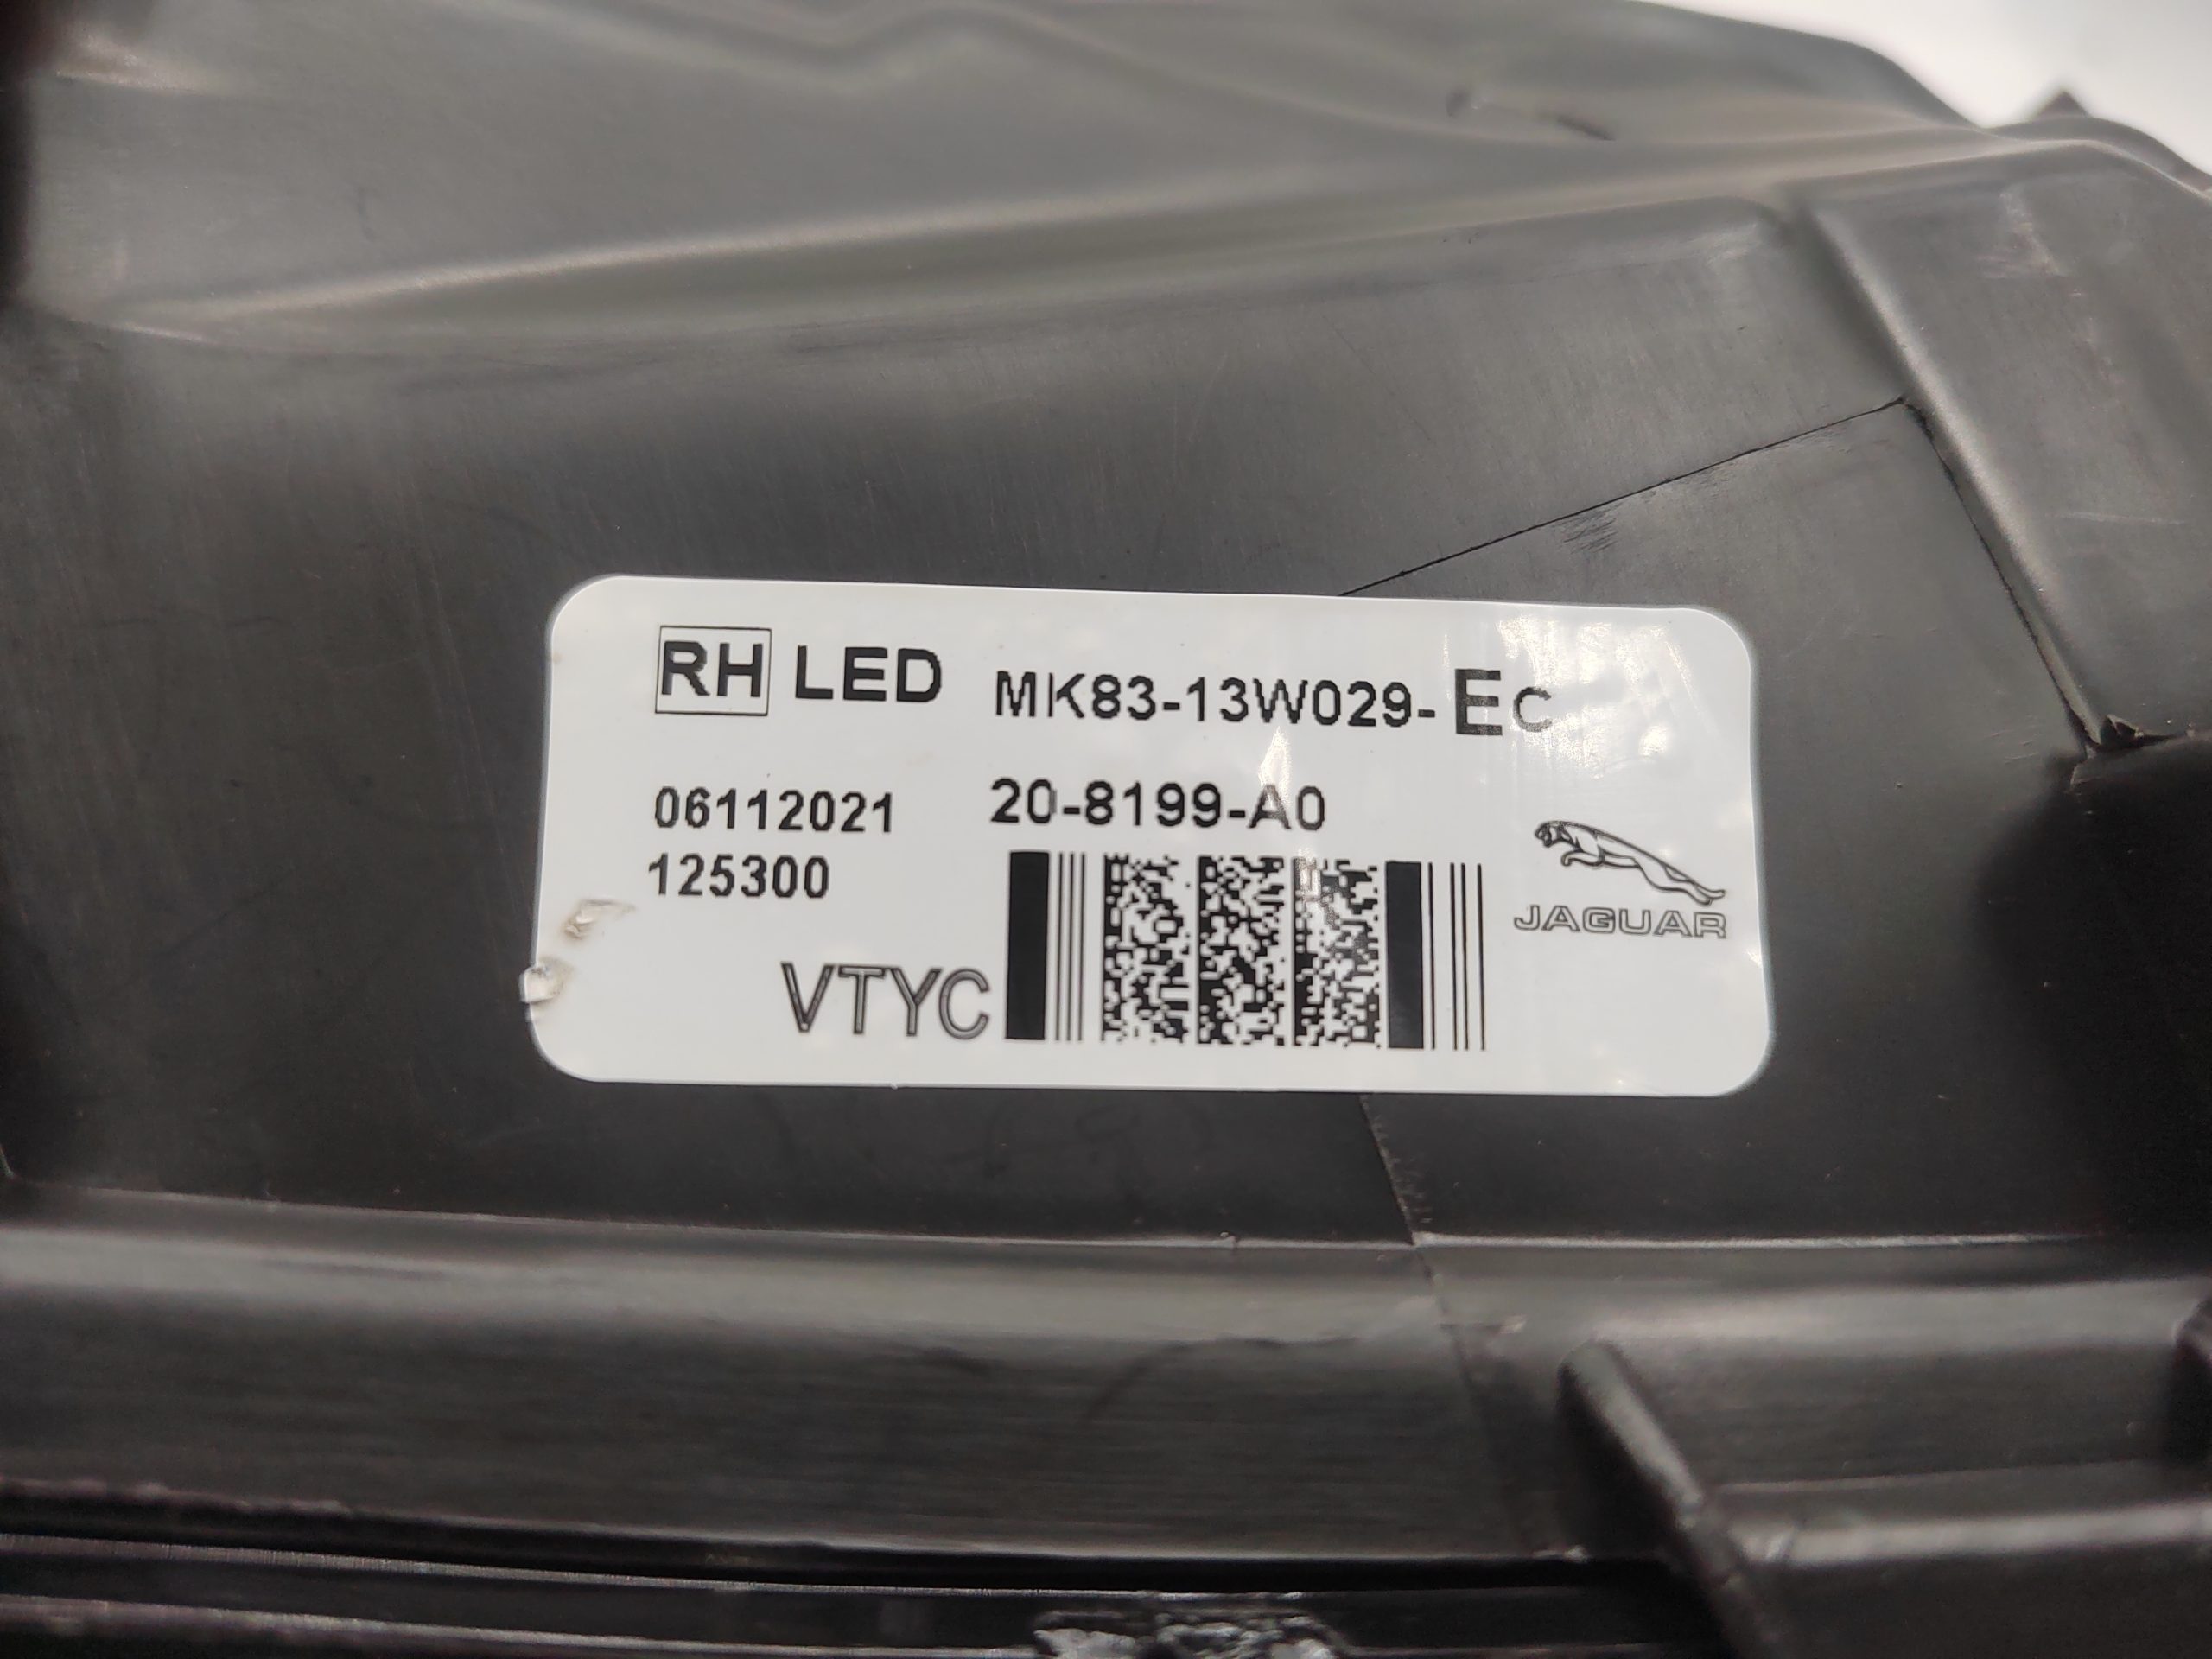 RH LED MK83-13W029-EC
06112021 20-8199-A0
125300
JAGUAR
VTYC